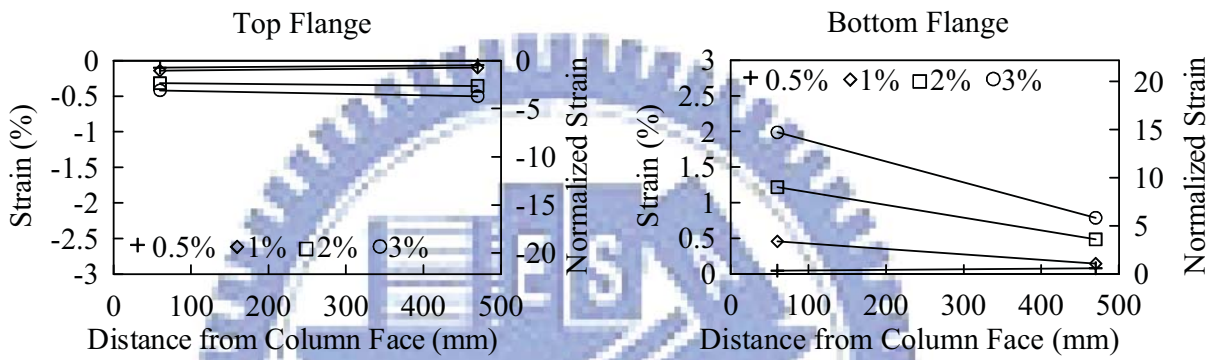 Top Flange
0
-0.5
-1
-1.5
-2
-2.5
-3
Strain (%)
0
-5
-10
-15
-20
Normalized Strain
0.5% 1% 2% 3%
0 100 200 300 400 500
Distance from Column Face (mm)
Bottom Flange
3
2.5
2
1.5
1
0.5
0
Strain (%)
20
15
10
5
0
Normalized Strain
0.5% 1% 2% 3%
0 100 200 300 400 500
Distance from Column Face (mm)
ES